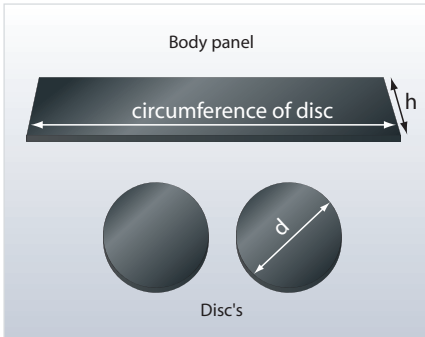 Body panel
circumference of disc
h
d
Disc's